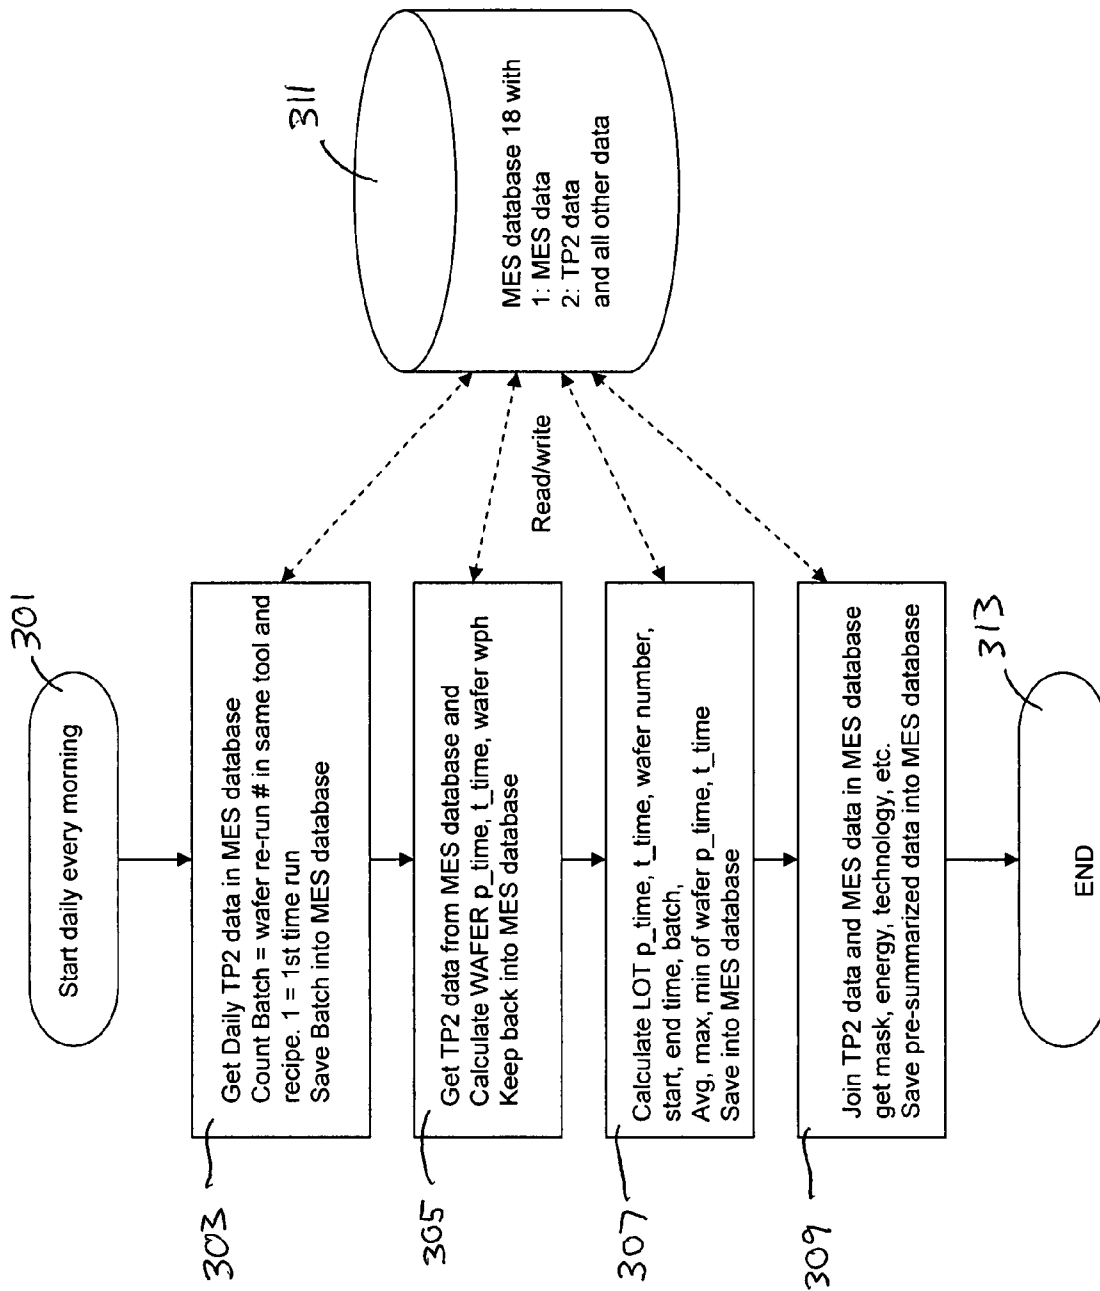 301
Start daily every morning
303
Get Daily TP2 data in MES database
Count Batch = wafer re-run # in same tool and
recipe. 1 = 1st time run
Save Batch into MES database
305
Get TP2 data from MES database and
Calculate WAFER p_time, t_time, wafer wph
Keep back into MES database
307
Calculate LOT p_time, t_time, wafer number,
start, end time, batch,
Avg, max, min of wafer p_time, t_time
Save into MES database
309
Join TP2 data and MES data in MES database
get mask, energy, technology, etc.
Save pre-summarized data into MES database
313
END
Read/write
311
MES database 18 with
1: MES data
2: TP2 data
and all other data